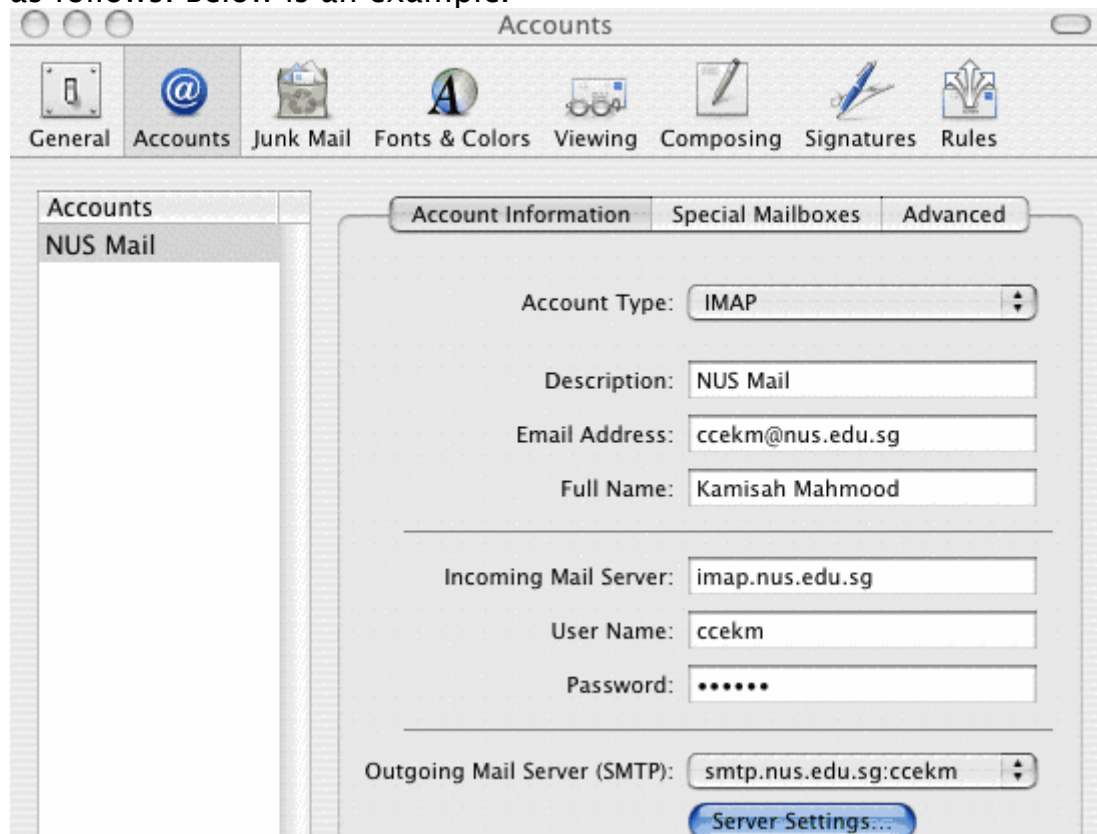 as follows. Below is an example.
Accounts
General Accounts Junk Mail Fonts & Colors Viewing Composing Signatures Rules
Accounts
NUS Mail
Account Information Special Mailboxes Advanced
Account Type: IMAP
Description: NUS Mail
Email Address: ccekm@nus.edu.sg
Full Name: Kamisah Mahmood
Incoming Mail Server: imap.nus.edu.sg
User Name: ccekm
Password: ••••••
Outgoing Mail Server (SMTP): smtp.nus.edu.sg:ccekm
Server Settings...